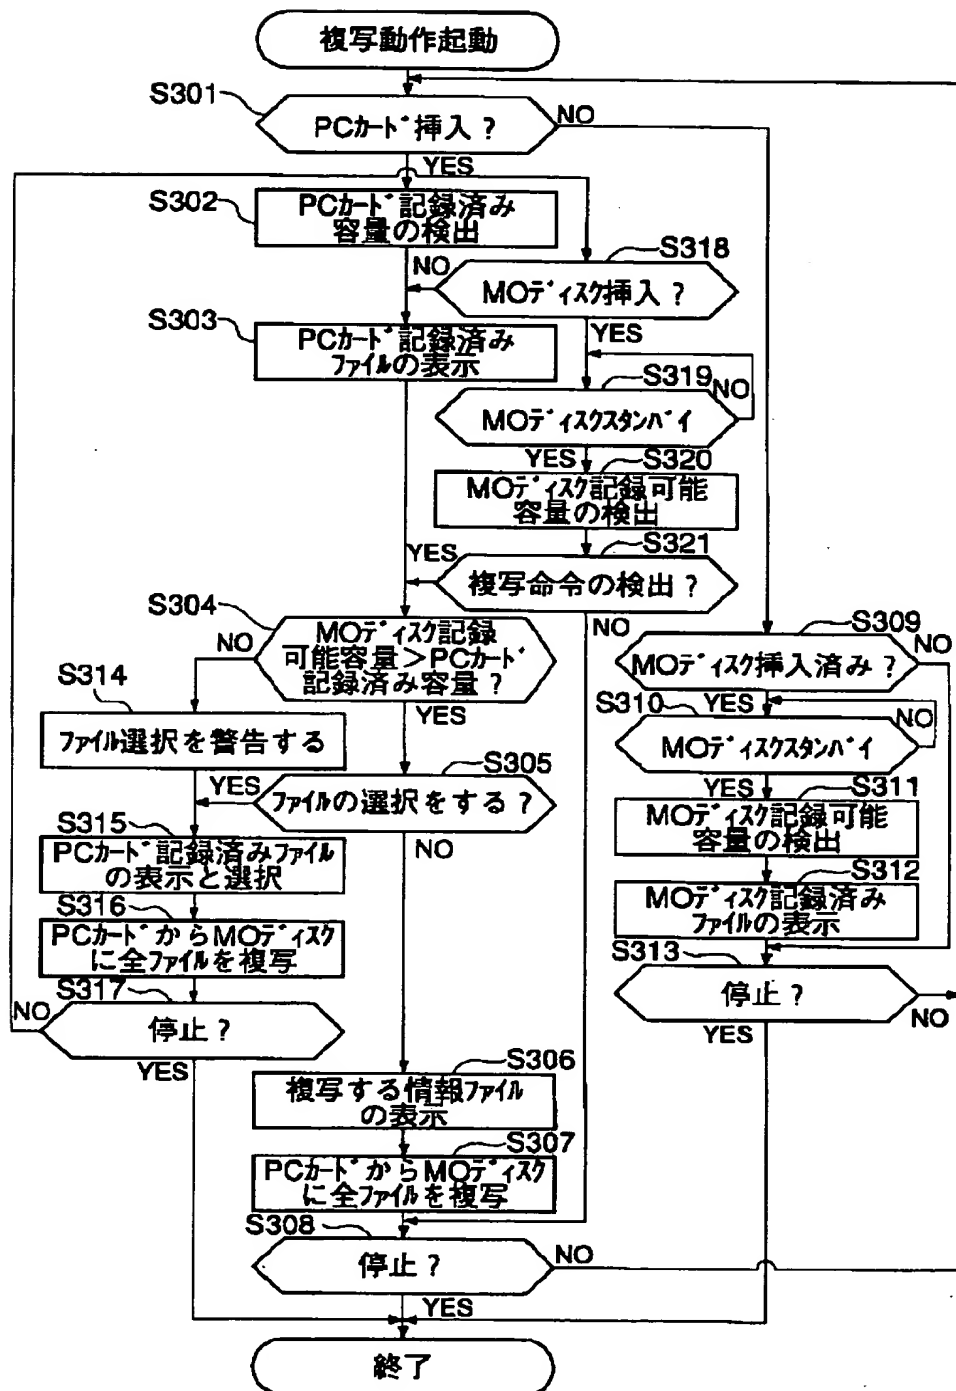 複写動作起動
S301
PCカード挿入?
NO
YES
S302
PCカード記録済み
容量の検出
S318
NO
MOディスク挿入?
YES
S303
PCカード記録済み
ファイルの表示
S319
NO
MOディスクスタンバイ
YES
S320
MOディスク記録可能
容量の検出
S321
YES
複写命令の検出?
NO
S304
NO
MOディスク記録
可能容量>PCカード
記録済み容量?
YES
S309
NO
MOディスク挿入済み?
YES
S314
ファイル選択を警告する
S310
NO
MOディスクスタンバイ
YES
S305
YES
ファイルの選択をする?
NO
S311
MOディスク記録可能
容量の検出
S315
PCカード記録済みファイル
の表示と選択
S312
MOディスク記録済み
ファイルの表示
S316
PCカードからMOディスク
に全ファイルを複写
S313
停止?
NO
YES
S317
NO
停止?
YES
S306
複写する情報ファイル
の表示
S307
PCカードからMOディスク
に全ファイルを複写
S308
停止?
NO
YES
終了